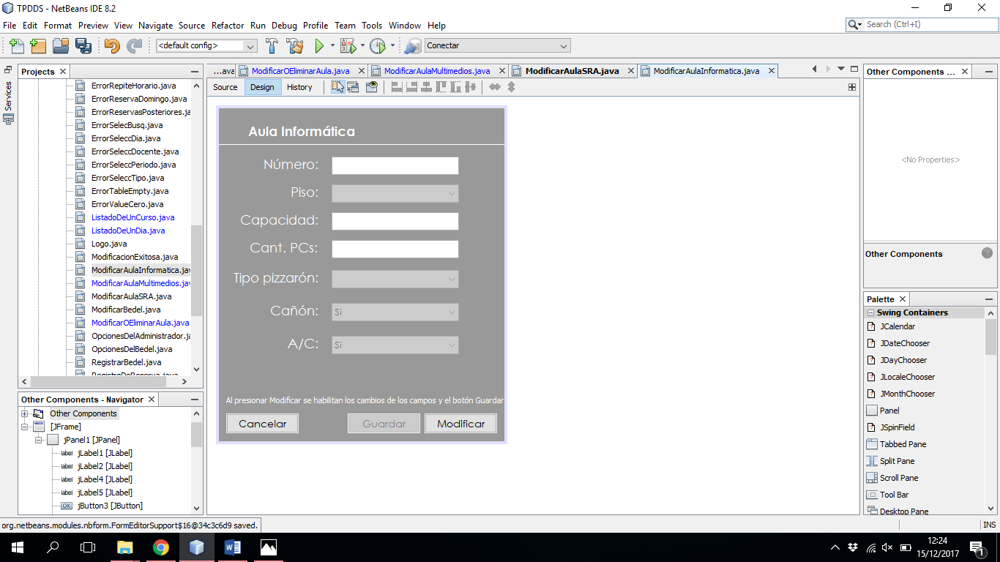 TPDDS - NetBeans IDE 8.2
File Edit Format Preview View Navigate Source Refactor Run Debug Profile Team Tools Window Help
Search (Ctrl+I)
<default config>
Conectar
Services
Projects
ErrorRepiteHorario.java
ErrorReservaDomingo.java
ErrorReservasPosteriores.ja
ErrorSelecBusq.java
ErrorSeleccDia.java
ErrorSeleccDocente.java
ErrorSeleccPeriodo.java
ErrorSeleccTipo.java
ErrorTableEmpty.java
ErrorValueCero.java
ListadoDeUnCurso.java
ListadoDeUnDia.java
Logo.java
ModificacionExitosa.java
ModificarAulaInformatica.jav
ModificarAulaMultimedios.jav
ModificarAulaSRA.java
ModificarBedel.java
ModificarOEliminarAula.java
OpcionesDelAdministrador.ja
OpcionesDelBedel.java
RegistrarBedel.java
RegistroDeReserva.java
Other Components - Navigator
Other Components
[JFrame]
jPanel1 [JPanel]
jLabel1 [JLabel]
jLabel2 [JLabel]
jLabel4 [JLabel]
jLabel5 [JLabel]
OK jButton3 [JButton]
...ava ModificarOEliminarAula.java ModificarAulaMultimedios.java ModificarAulaSRA.java ModificarAulaInformatica.java
Source Design History
Aula Informática
Número:
Piso:
Capacidad:
Cant. PCs:
Tipo pizzarón:
Cañón: Si
A/C: Si
Al presionar Modificar se habilitan los cambios de los campos y el botón Guardar
Cancelar Guardar Modificar
Other Components ...
<No Properties>
Other Components
Palette
Swing Containers
JCalendar
JDateChooser
JDayChooser
JLocaleChooser
JMonthChooser
Panel
JSpinField
Tabbed Pane
Split Pane
Scroll Pane
Tool Bar
Desktop Pane
org.netbeans.modules.nbform.FormEditorSupport$16@34c3c6d9 saved.
INS
12:24
15/12/2017
1